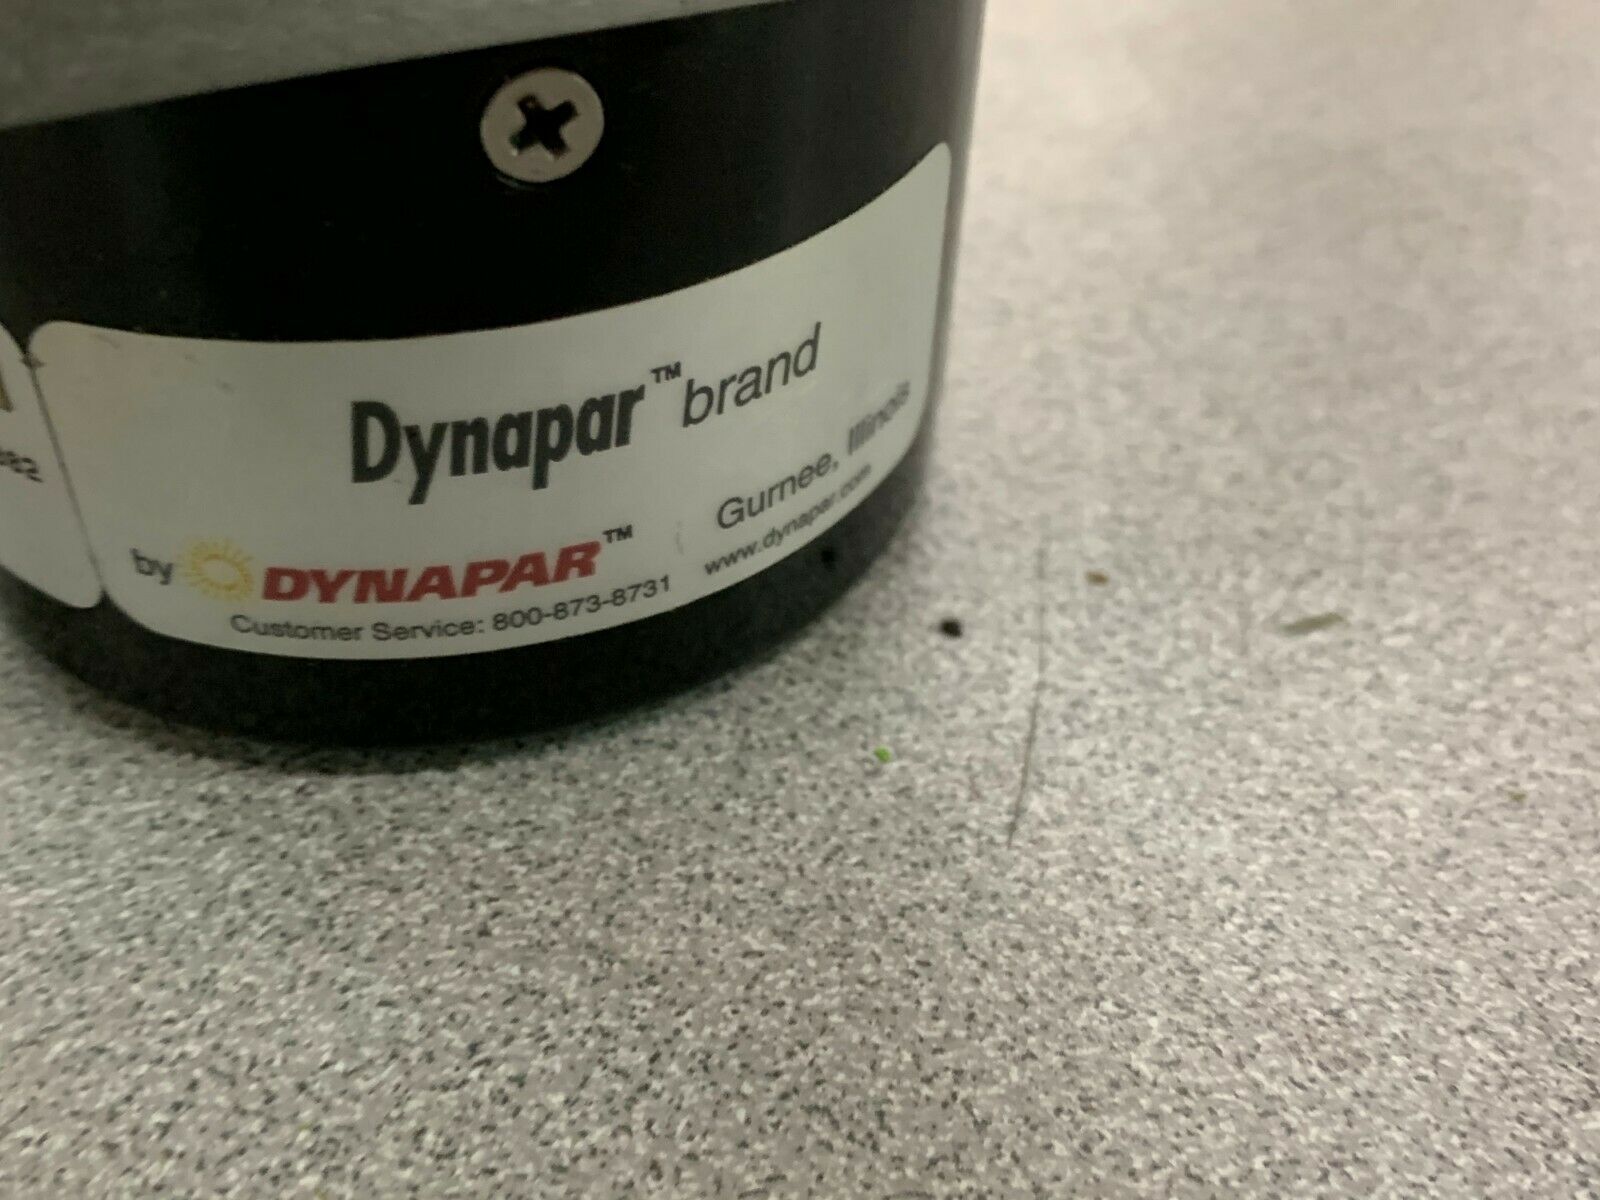 Dynapar™ brand
by DYNAPAR™
Gurnee, Illinois
Customer Service: 800-873-8731
www.dynapar.com